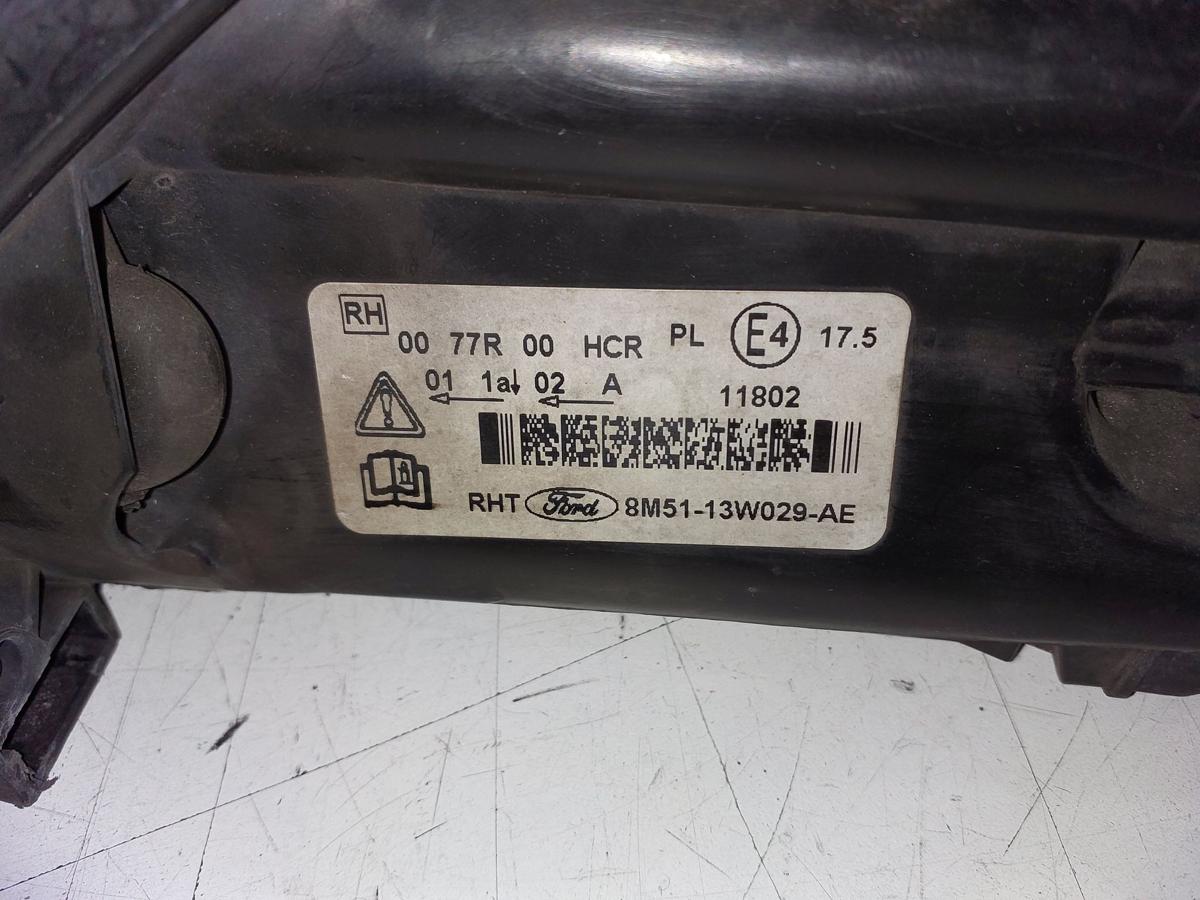 RH
00 77R 00 HCR PL E4 17.5
01 1a 02 A 11802
RHT Ford 8M51-13W029-AE